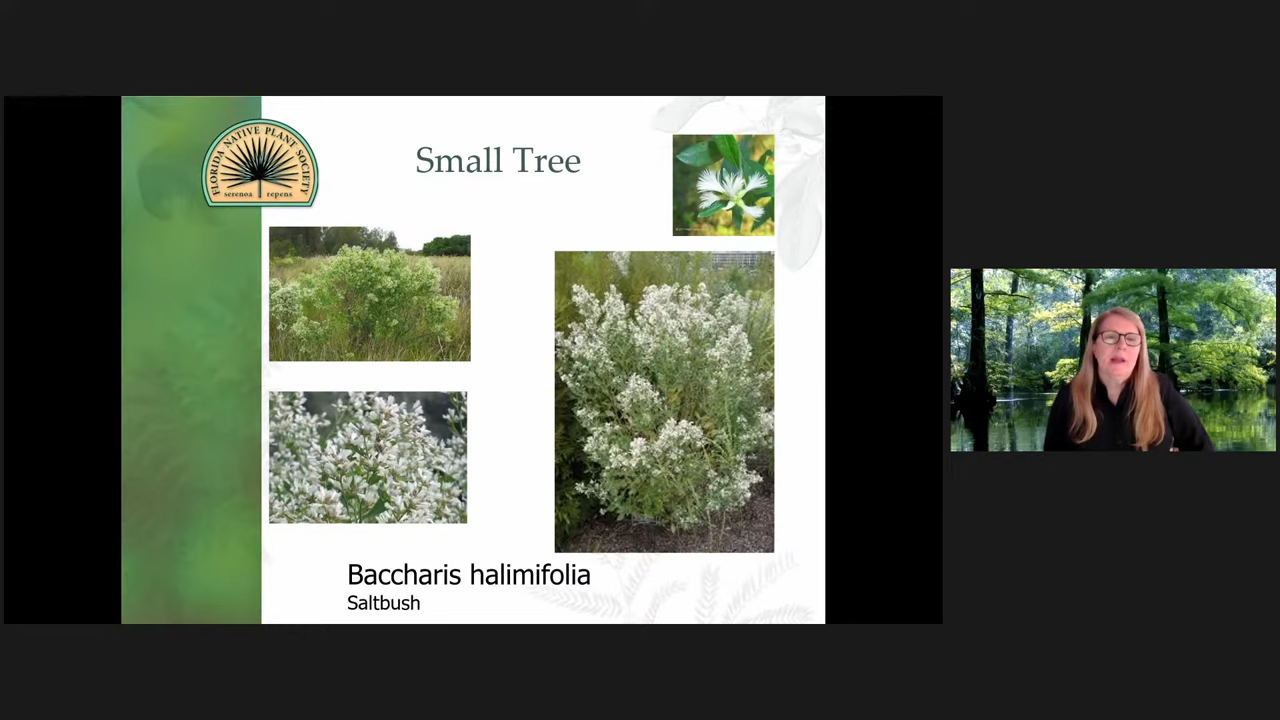 FLORIDA NATIVE PLANT SOCIETY
serenoa repens
Small Tree
Baccharis halimifolia
Saltbush